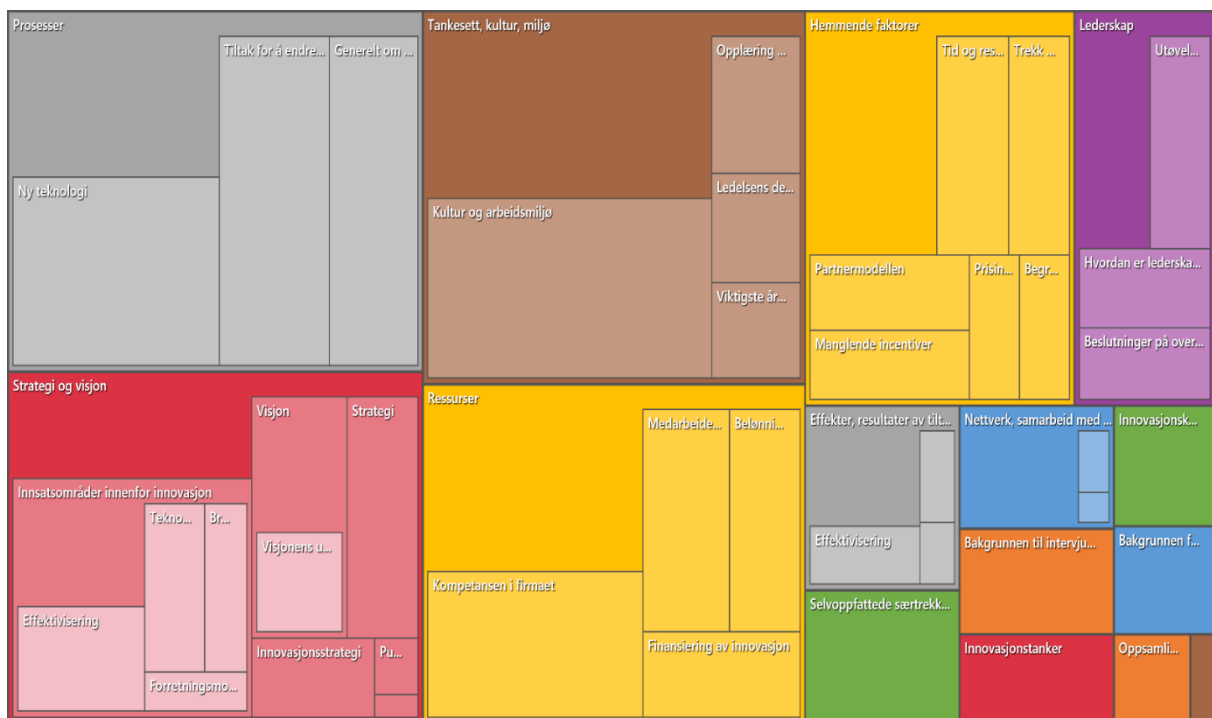 Prosesser
Tiltak for å endre...
Generelt om ...
Ny teknologi
Tankesett, kultur, miljø
Opplæring ...
Ledelsens de...
Kultur og arbeidsmiljø
Viktigste år...
Hemmende faktorer
Tid og res...
Trekk ...
Partnermodellen
Prisin...
Begr...
Manglende incentiver
Lederskap
Utøvel...
Hvordan er lederska...
Beslutninger på over...
Strategi og visjon
Visjon
Strategi
Innsatsområder innenfor innovasjon
Tekno...
Br...
Visjonens u...
Effektivisering
Forretningsmo...
Innovasjonsstrategi
Pu...
Ressurser
Medarbeide...
Belønni...
Kompetansen i firmaet
Finansiering av innovasjon
Effekter, resultater av tilt...
Effektivisering
Nettverk, samarbeid med ...
Innovasjonsk...
Bakgrunnen til intervju...
Bakgrunnen f...
Selvoppfattede særtrekk...
Innovasjonstanker
Oppsamli...